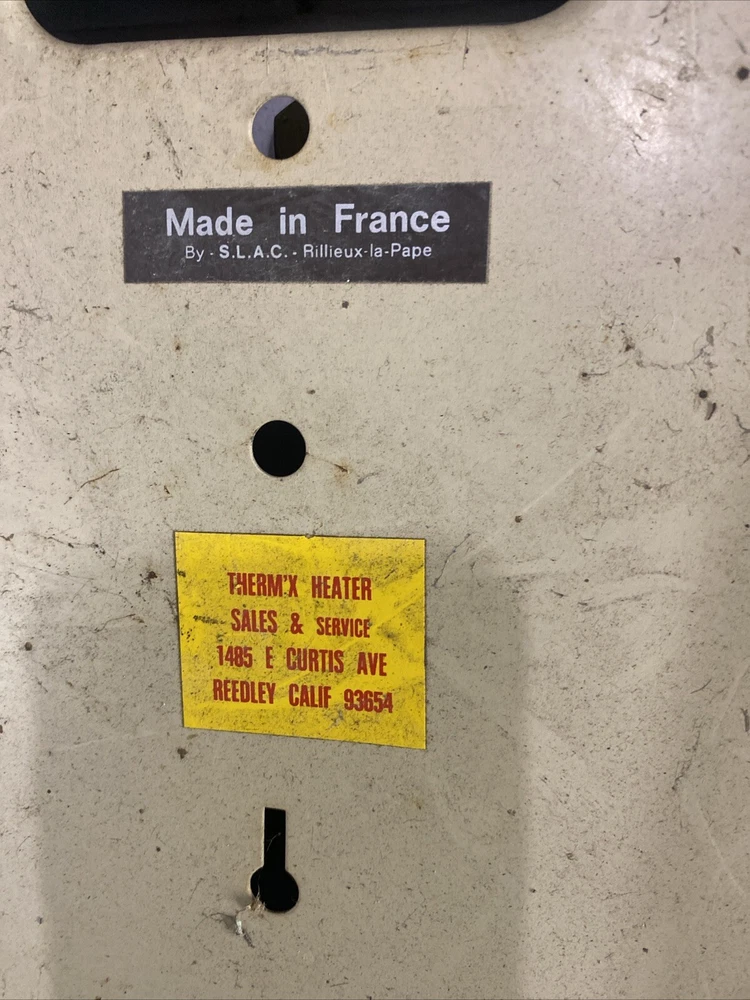 Made in France
By - S.L.A.C. - Rillieux-la-Pape
THERM'X HEATER
SALES & SERVICE
1485 E CURTIS AVE
REEDLEY CALIF 93654